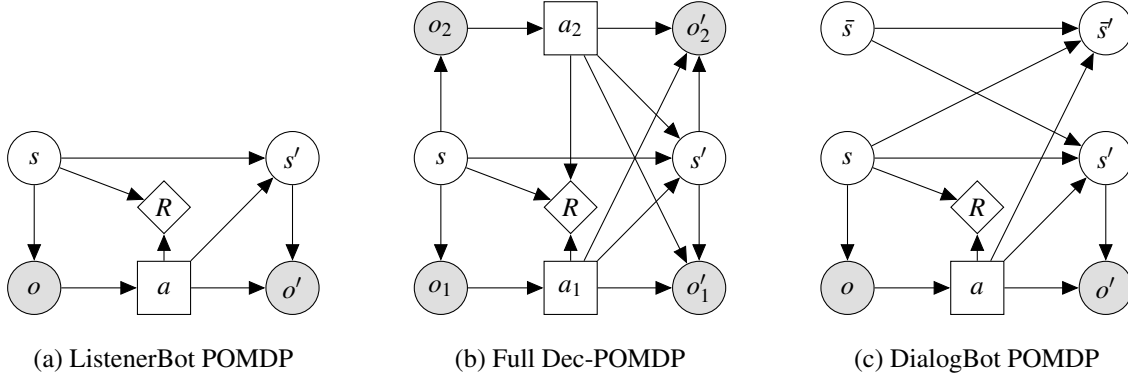 s
s′
R
o
a
o′
(a) ListenerBot POMDP
o₂
a₂
o′₂
s
s′
R
o₁
a₁
o′₁
(b) Full Dec-POMDP
s̄
s̄′
s
s′
R
o
a
o′
(c) DialogBot POMDP